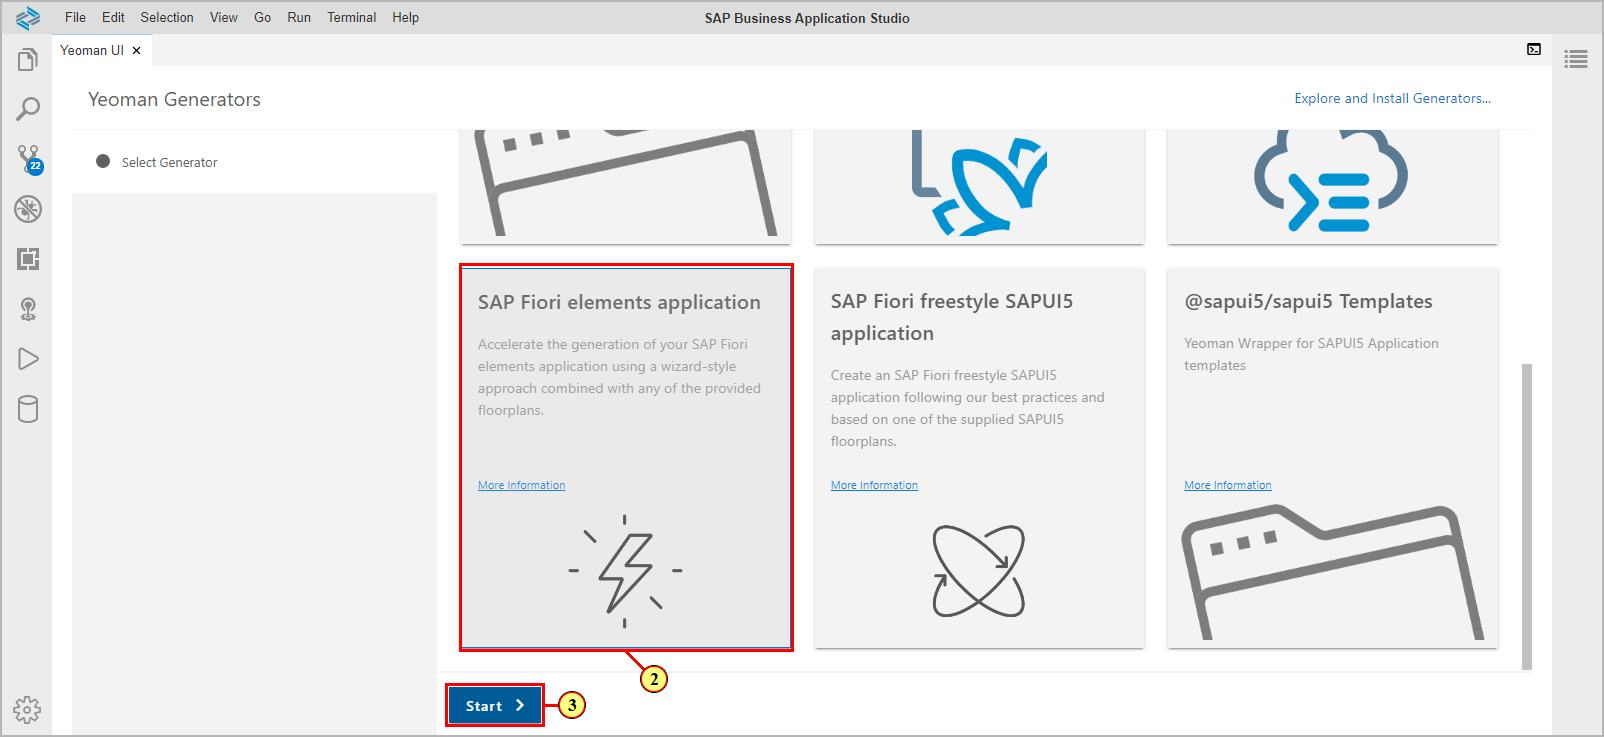 File Edit Selection View Go Run Terminal Help
SAP Business Application Studio
Yeoman UI
Yeoman Generators
Explore and Install Generators...
22
Select Generator
SAP Fiori elements application
Accelerate the generation of your SAP Fiori
elements application using a wizard-style
approach combined with any of the provided
floorplans.
More Information
SAP Fiori freestyle SAPUI5
application
Create an SAP Fiori freestyle SAPUI5
application following our best practices and
based on one of the supplied SAPUI5
floorplans.
More Information
@sapui5/sapui5 Templates
Yeoman Wrapper for SAPUI5 Application
templates
More Information
2
Start
3